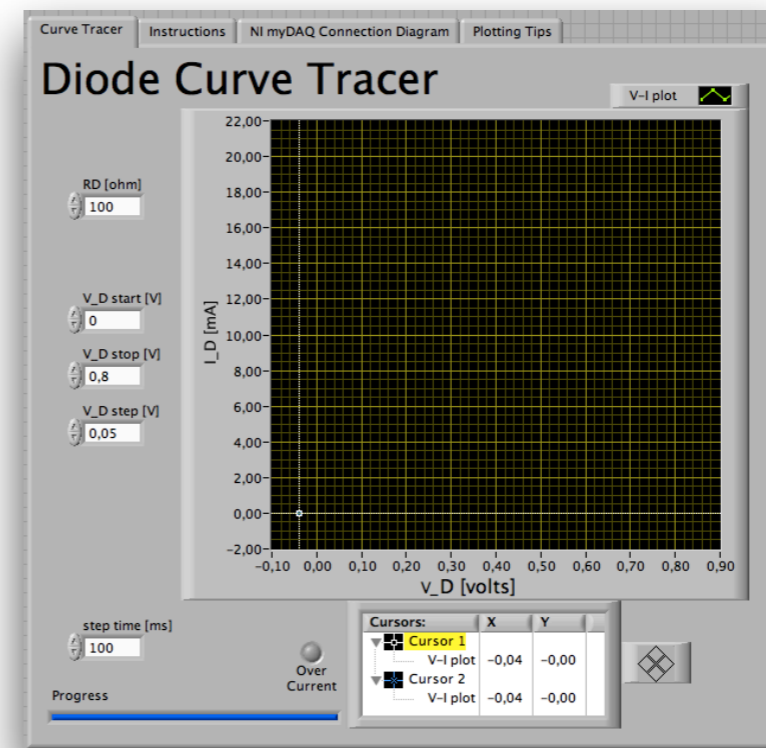 Curve Tracer
Instructions
NI myDAQ Connection Diagram
Plotting Tips
Diode Curve Tracer
V-I plot
RD [ohm]
100
V_D start [V]
0
V_D stop [V]
0,8
V_D step [V]
0,05
step time [ms]
100
Over
Current
Progress
I_D [mA]
22,00
20,00
18,00
16,00
14,00
12,00
10,00
8,00
6,00
4,00
2,00
0,00
-2,00
-0,10 0,00 0,10 0,20 0,30 0,40 0,50 0,60 0,70 0,80 0,90
V_D [volts]
Cursors: X Y
Cursor 1
V-I plot -0,04 -0,00
Cursor 2
V-I plot -0,04 -0,00